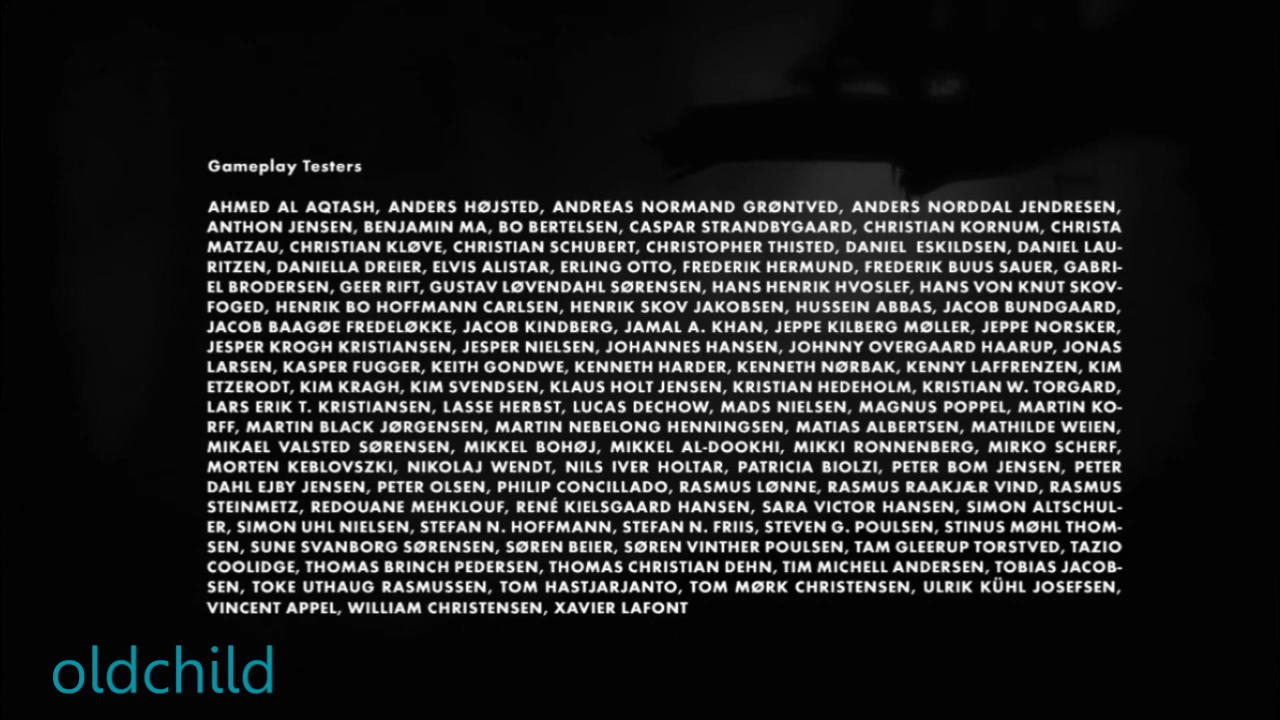 Gameplay Testers
AHMED AL AQTASH, ANDERS HØJSTED, ANDREAS NORMAND GRØNTVED, ANDERS NORDDAL JENDRESEN,
ANTHON JENSEN, BENJAMIN MA, BO BERTELSEN, CASPAR STRANDBYGAARD, CHRISTIAN KORNUM, CHRISTA
MATZAU, CHRISTIAN KLØVE, CHRISTIAN SCHUBERT, CHRISTOPHER THISTED, DANIEL ESKILDSEN, DANIEL LAU-
RITZEN, DANIELLA DREIER, ELVIS ALISTAR, ERLING OTTO, FREDERIK HERMUND, FREDERIK BUUS SAUER, GABRI-
EL BRODERSEN, GEER RIFT, GUSTAV LØVENDAHL SØRENSEN, HANS HENRIK HVOSLEF, HANS VON KNUT SKOV-
FOGED, HENRIK BO HOFFMANN CARLSEN, HENRIK SKOV JAKOBSEN, HUSSEIN ABBAS, JACOB BUNDGAARD,
JACOB BAAGØE FREDELØKKE, JACOB KINDBERG, JAMAL A. KHAN, JEPPE KILBERG MØLLER, JEPPE NORSKER,
JESPER KROGH KRISTIANSEN, JESPER NIELSEN, JOHANNES HANSEN, JOHNNY OVERGAARD HAARUP, JONAS
LARSEN, KASPER FUGGER, KEITH GONDWE, KENNETH HARDER, KENNETH NØRBAK, KENNY LAFFRENZEN, KIM
ETZERODT, KIM KRAGH, KIM SVENDSEN, KLAUS HOLT JENSEN, KRISTIAN HEDEHOLM, KRISTIAN W. TORGARD,
LARS ERIK T. KRISTIANSEN, LASSE HERBST, LUCAS DECHOW, MADS NIELSEN, MAGNUS POPPEL, MARTIN KO-
RFF, MARTIN BLACK JØRGENSEN, MARTIN NEBELONG HENNINGSEN, MATIAS ALBERTSEN, MATHILDE WEIEN,
MIKAEL VALSTED SØRENSEN, MIKKEL BOHØJ, MIKKEL AL-DOOKHI, MIKKI RONNENBERG, MIRKO SCHERF,
MORTEN KEBLOVSZKI, NIKOLAJ WENDT, NILS IVER HOLTAR, PATRICIA BIOLZI, PETER BOM JENSEN, PETER
DAHL EJBY JENSEN, PETER OLSEN, PHILIP CONCILLADO, RASMUS LØNNE, RASMUS RAAKJÆR VIND, RASMUS
STEINMETZ, REDOUANE MEHKLOUF, RENÉ KIELSGAARD HANSEN, SARA VICTOR HANSEN, SIMON ALTSCHUL-
ER, SIMON UHL NIELSEN, STEFAN N. HOFFMANN, STEFAN N. FRIIS, STEVEN G. POULSEN, STINUS MØHL THOM-
SEN, SUNE SVANBORG SØRENSEN, SØREN BEIER, SØREN VINTHER POULSEN, TAM GLEERUP TORSTVED, TAZIO
COOLIDGE, THOMAS BRINCH PEDERSEN, THOMAS CHRISTIAN DEHN, TIM MICHELL ANDERSEN, TOBIAS JACOB-
SEN, TOKE UTHAUG RASMUSSEN, TOM HASTJARJANTO, TOM MØRK CHRISTENSEN, ULRIK KÜHL JOSEFSEN,
VINCENT APPEL, WILLIAM CHRISTENSEN, XAVIER LAFONT
oldchild